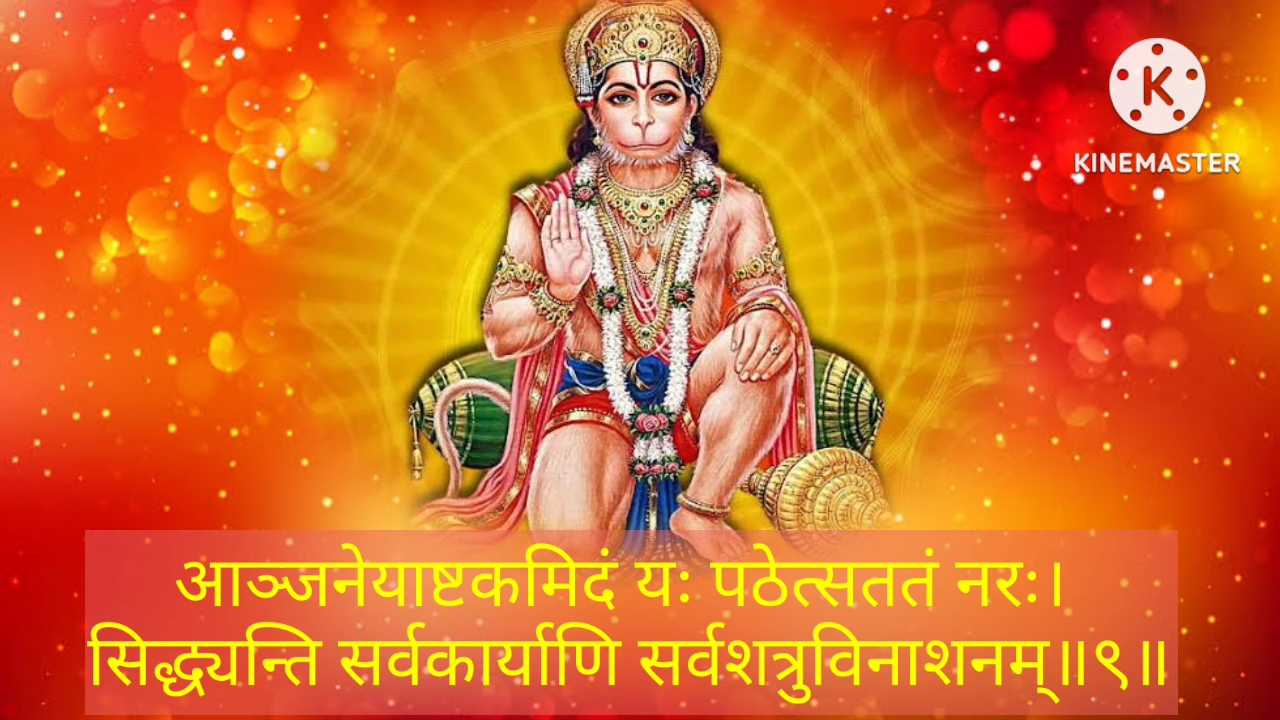 KINEMASTER
आञ्जनेयाष्टकमिदं यः पठेत्सततं नरः।
सिद्ध्यन्ति सर्वकार्याणि सर्वशत्रुविनाशनम्॥९॥